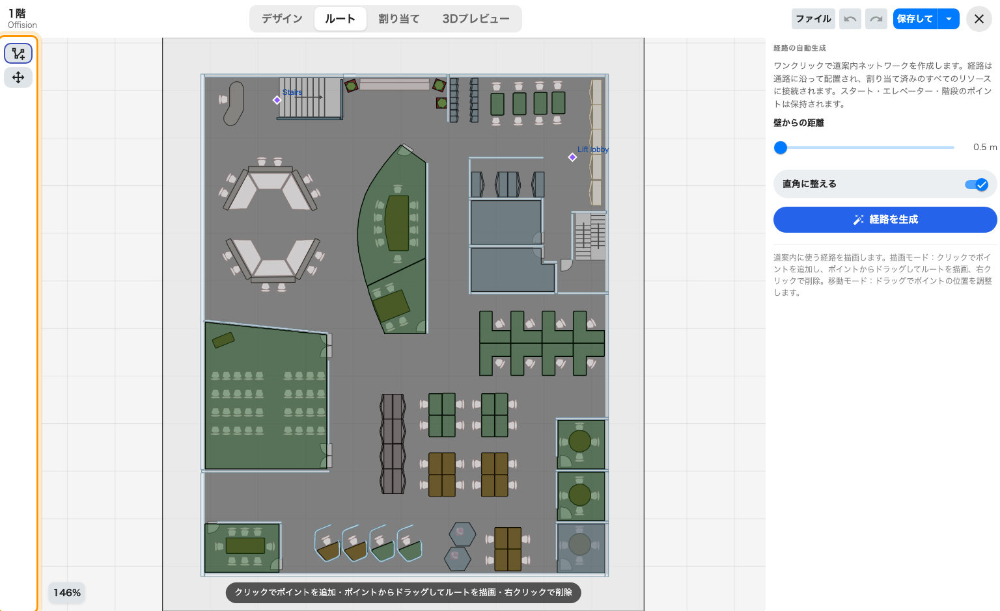 1階
Offision
デザイン
ルート
割り当て
3Dプレビュー
ファイル
保存して
経路の自動生成
ワンクリックで道案内ネットワークを作成します。経路は
通路に沿って配置され、割り当て済みのすべてのリソース
に接続されます。スタート・エレベーター・階段のポイン
トは保持されます。
壁からの距離
0.5 m
直角に整える
経路を生成
道案内に使う経路を描画します。描画モード：クリックでポイ
ントを追加し、ポイントからドラッグしてルートを描画、右ク
リックで削除。移動モード：ドラッグでポイントの位置を調整
します。
Stairs
Lift lobby
146%
クリックでポイントを追加・ポイントからドラッグしてルートを描画・右クリックで削除